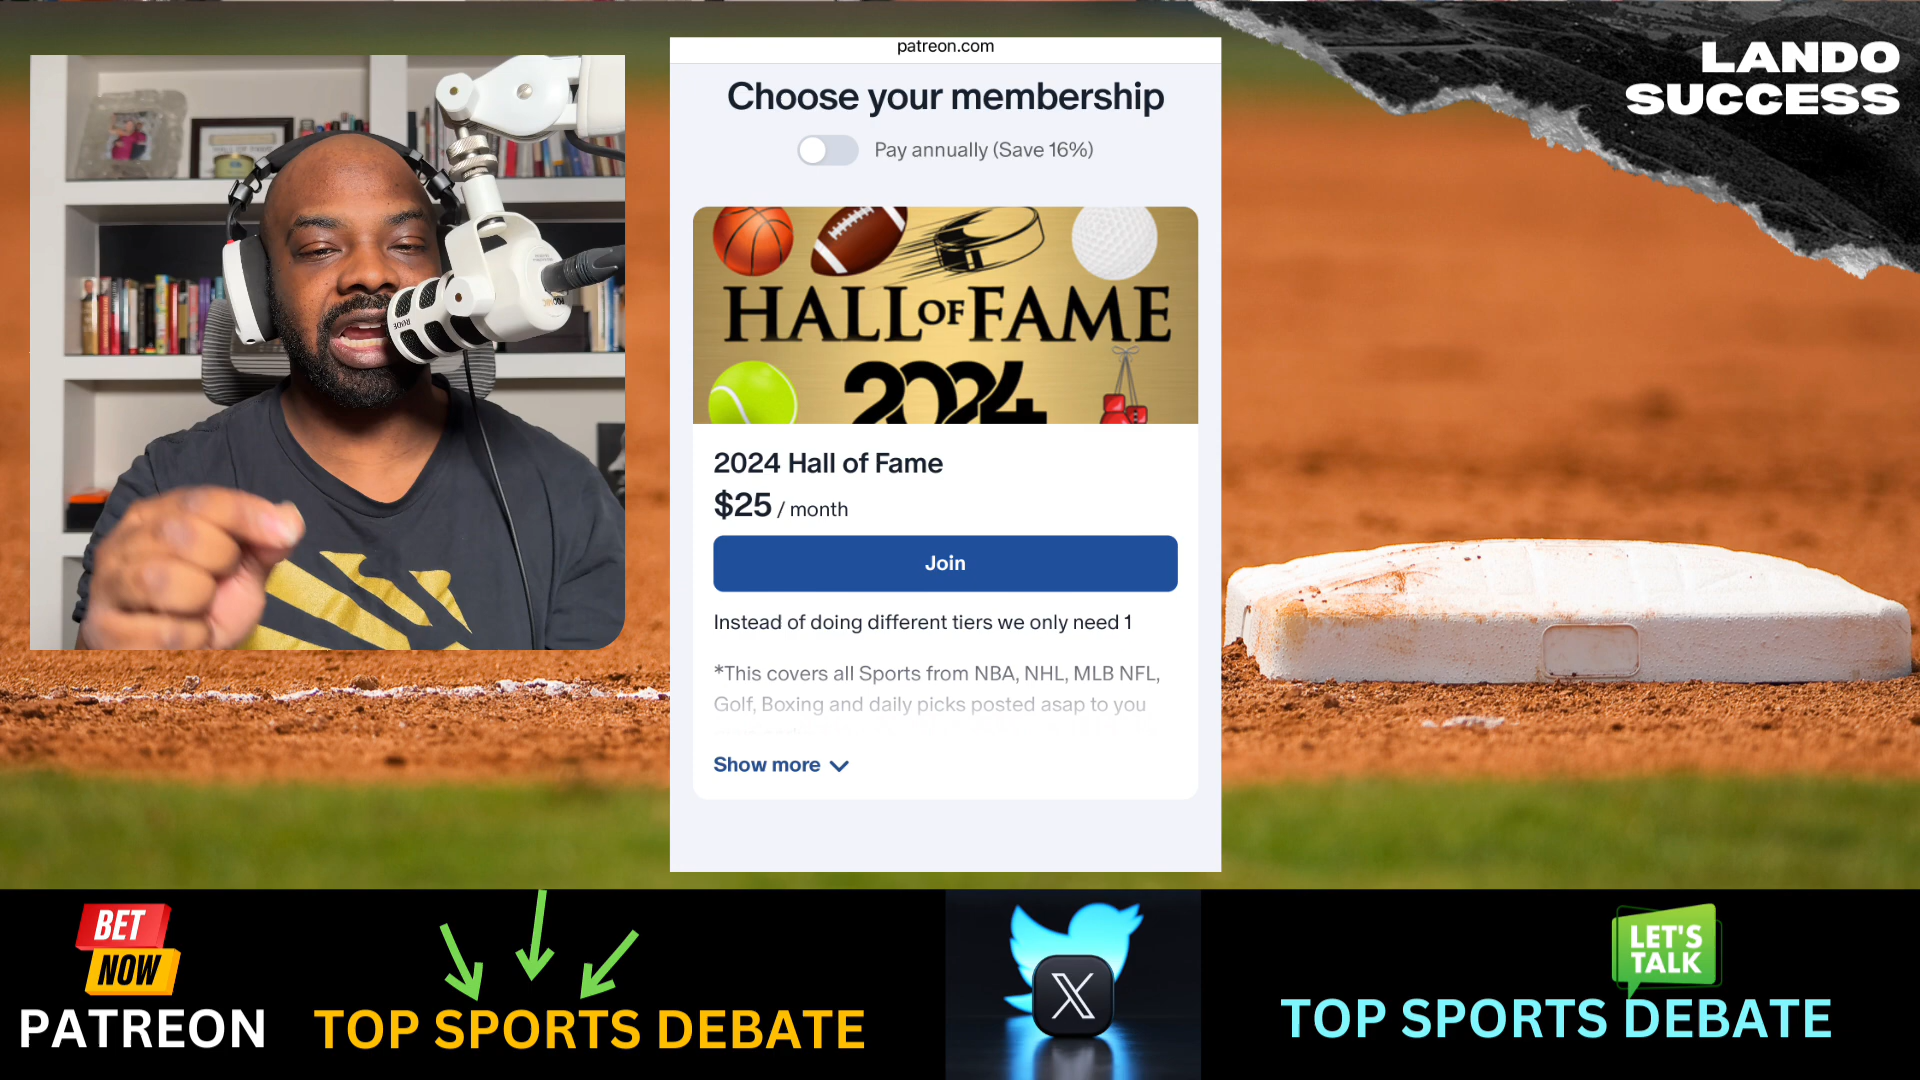 LANDO
SUCCESS
patreon.com
Choose your membership
Pay annually (Save 16%)
HALL OF FAME
2024
2024 Hall of Fame
$25 / month
Join
Instead of doing different tiers we only need 1
*This covers all Sports from NBA, NHL, MLB NFL,
Golf, Boxing and daily picks posted asap to you
Show more
RØDE
BET
NOW
PATREON
TOP SPORTS DEBATE
X
LET'S
TALK
TOP SPORTS DEBATE